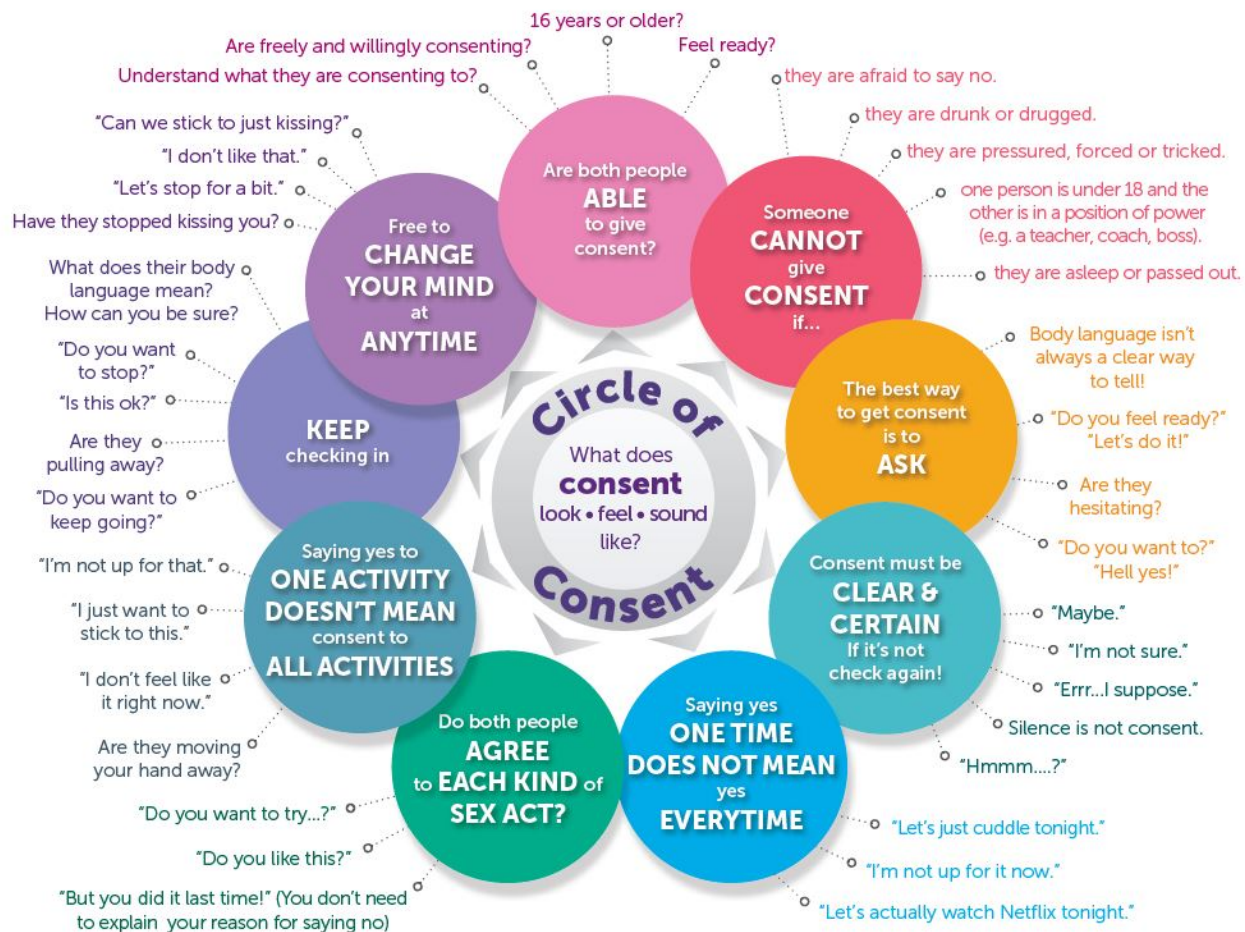 16 years or older?
Are freely and willingly consenting?
Feel ready?
Understand what they are consenting to?
Are both people
ABLE
to give
consent?
they are afraid to say no.
they are drunk or drugged.
they are pressured, forced or tricked.
one person is under 18 and the
other is in a position of power
(e.g. a teacher, coach, boss).
they are asleep or passed out.
Someone
CANNOT
give
CONSENT
if...
Body language isn't
always a clear way
to tell!
"Do you feel ready?"
"Let's do it!"
Are they
hesitating?
"Do you want to?"
"Hell yes!"
The best way
to get consent
is to
ASK
Consent must be
CLEAR &
CERTAIN
If it's not
check again!
"Maybe."
"I'm not sure."
"Errr...I suppose."
Silence is not consent.
"Hmmm....?"
Saying yes
ONE TIME
DOES NOT MEAN
yes
EVERYTIME
"Let's just cuddle tonight."
"I'm not up for it now."
"Let's actually watch Netflix tonight."
Do both people
AGREE
to EACH KIND of
SEX ACT?
"Do you want to try...?"
"Do you like this?"
"But you did it last time!" (You don't need
to explain your reason for saying no)
Saying yes to
ONE ACTIVITY
DOESN'T MEAN
consent to
ALL ACTIVITIES
"I'm not up for that."
"I just want to
stick to this."
"I don't feel like
it right now."
Are they moving
your hand away?
KEEP
checking in
What does their body
language mean?
How can you be sure?
"Do you want
to stop?"
"Is this ok?"
Are they
pulling away?
"Do you want to
keep going?"
Free to
CHANGE
YOUR MIND
at
ANYTIME
"Can we stick to just kissing?"
"I don't like that."
"Let's stop for a bit."
Have they stopped kissing you?
Circle of
What does
consent
look • feel • sound
like?
Consent